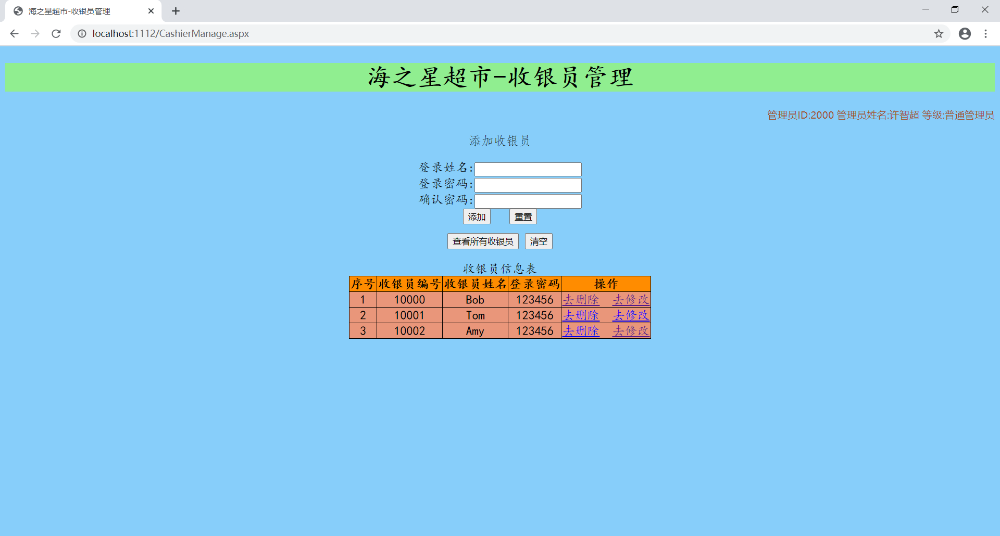 海之星超市-收银员管理
localhost:1112/CashierManage.aspx
海之星超市-收银员管理
管理员ID:2000 管理员姓名:许智超 等级:普通管理员
添加收银员
登录姓名:
登录密码:
确认密码:
添加 重置
查看所有收银员 清空
收银员信息表
序号 收银员编号 收银员姓名 登录密码 操作
1 10000 Bob 123456 去删除 去修改
2 10001 Tom 123456 去删除 去修改
3 10002 Amy 123456 去删除 去修改